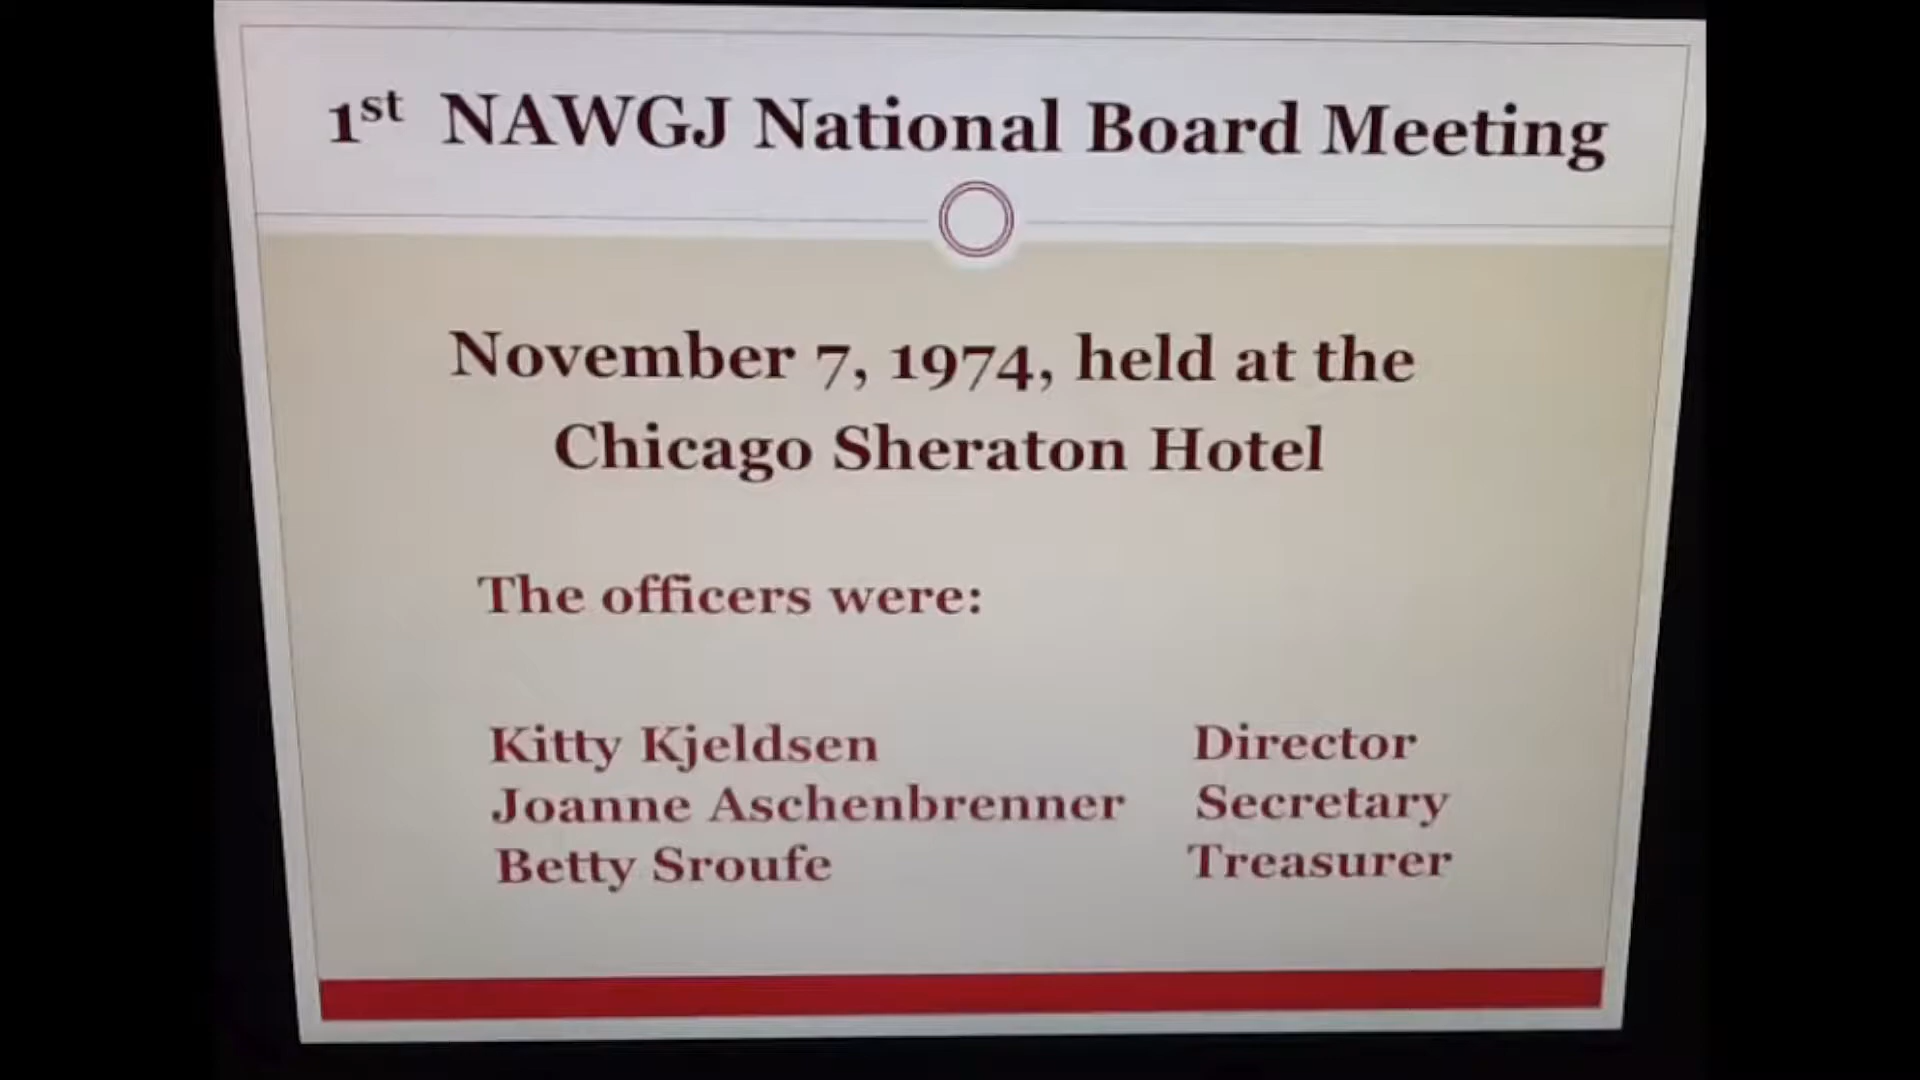 1st NAWGJ National Board Meeting
November 7, 1974, held at the
Chicago Sheraton Hotel
The officers were:
Kitty Kjeldsen Director
Joanne Aschenbrenner Secretary
Betty Sroufe Treasurer